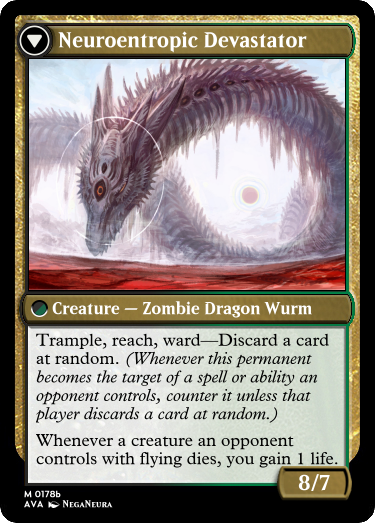 Neuroentropic Devastator
Creature — Zombie Dragon Wurm
Trample, reach, ward—Discard a card
at random. (Whenever this permanent
becomes the target of a spell or ability an
opponent controls, counter it unless that
player discards a card at random.)
Whenever a creature an opponent
controls with flying dies, you gain 1 life.
8/7
M 0178b
AVA NegaNeura